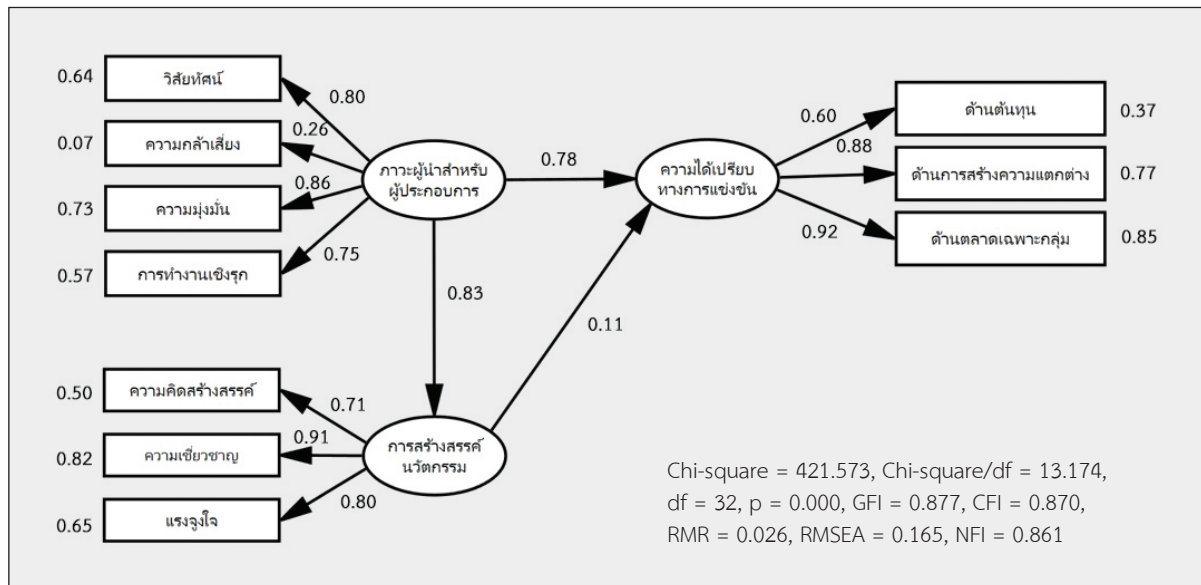 0.64
วิสัยทัศน์
0.80
0.07
ความกล้าเสี่ยง
0.26
0.73
ความมุ่งมั่น
0.86
0.57
การทำงานเชิงรุก
0.75
ภาวะผู้นำสำหรับ
ผู้ประกอบการ
0.78
ความได้เปรียบ
ทางการแข่งขัน
0.60
ด้านต้นทุน
0.37
0.88
ด้านการสร้างความแตกต่าง
0.77
0.92
ด้านตลาดเฉพาะกลุ่ม
0.85
0.83
0.11
0.50
ความคิดสร้างสรรค์
0.71
0.82
ความเชี่ยวชาญ
0.91
0.65
แรงจูงใจ
0.80
การสร้างสรรค์
นวัตกรรม
Chi-square = 421.573, Chi-square/df = 13.174,
df = 32, p = 0.000, GFI = 0.877, CFI = 0.870,
RMR = 0.026, RMSEA = 0.165, NFI = 0.861